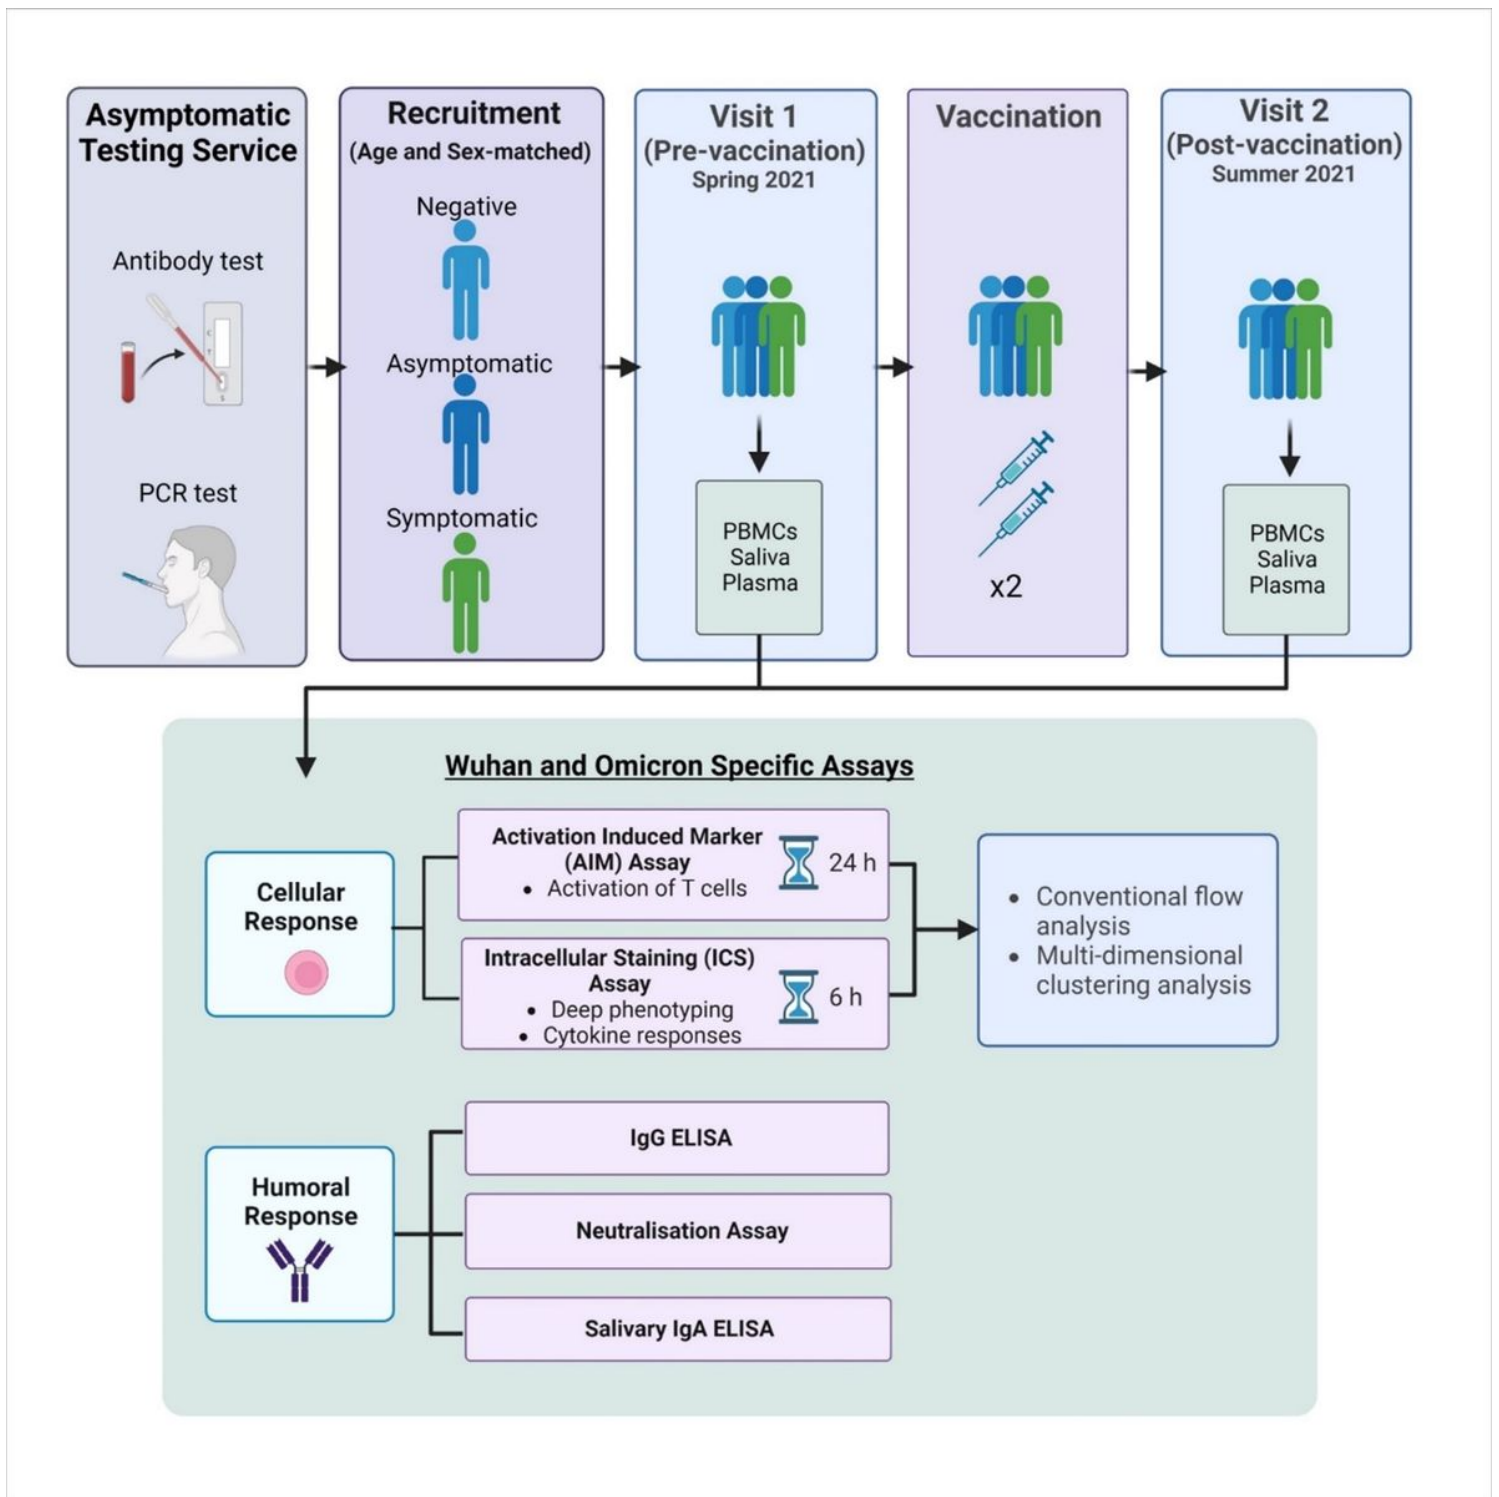 Asymptomatic
Testing Service
Antibody test
C
T
S
PCR test
Recruitment
(Age and Sex-matched)
Negative
Asymptomatic
Symptomatic
Visit 1
(Pre-vaccination)
Spring 2021
PBMCs
Saliva
Plasma
Vaccination
x2
Visit 2
(Post-vaccination)
Summer 2021
PBMCs
Saliva
Plasma
Wuhan and Omicron Specific Assays
Cellular
Response
Activation Induced Marker
(AIM) Assay
• Activation of T cells
24 h
Intracellular Staining (ICS)
Assay
• Deep phenotyping
• Cytokine responses
6 h
• Conventional flow
analysis
• Multi-dimensional
clustering analysis
Humoral
Response
IgG ELISA
Neutralisation Assay
Salivary IgA ELISA